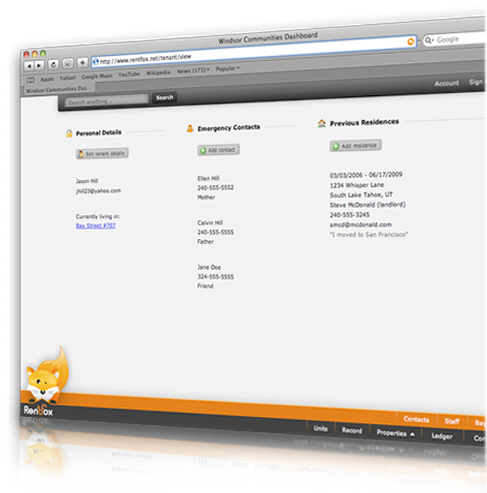 Windsor Communities Dashboard
http://www.rentfox.net/tenant/view
Google
Apple Yahoo! Google Maps YouTube Wikipedia News (171) Popular
Windsor Communities Das
Account Sign
Search anything... Search
Personal Details
Edit tenant details
Jason Hill
jhill23@yahoo.com
Currently living in:
Bay Street #707
Emergency Contacts
Add contact
Ellen Hill
240-555-5552
Mother
Calvin Hill
240-555-5555
Father
Jane Doe
324-555-5555
Friend
Previous Residences
Add residence
03/03/2006 - 06/17/2009
1234 Whisper Lane
South Lake Tahoe, UT
Steve McDonald (landlord)
240-555-3245
smcd@mcdonald.com
"I moved to San Francisco"
RentFox
Contacts Staff Bay
Units Record Properties Ledger Con